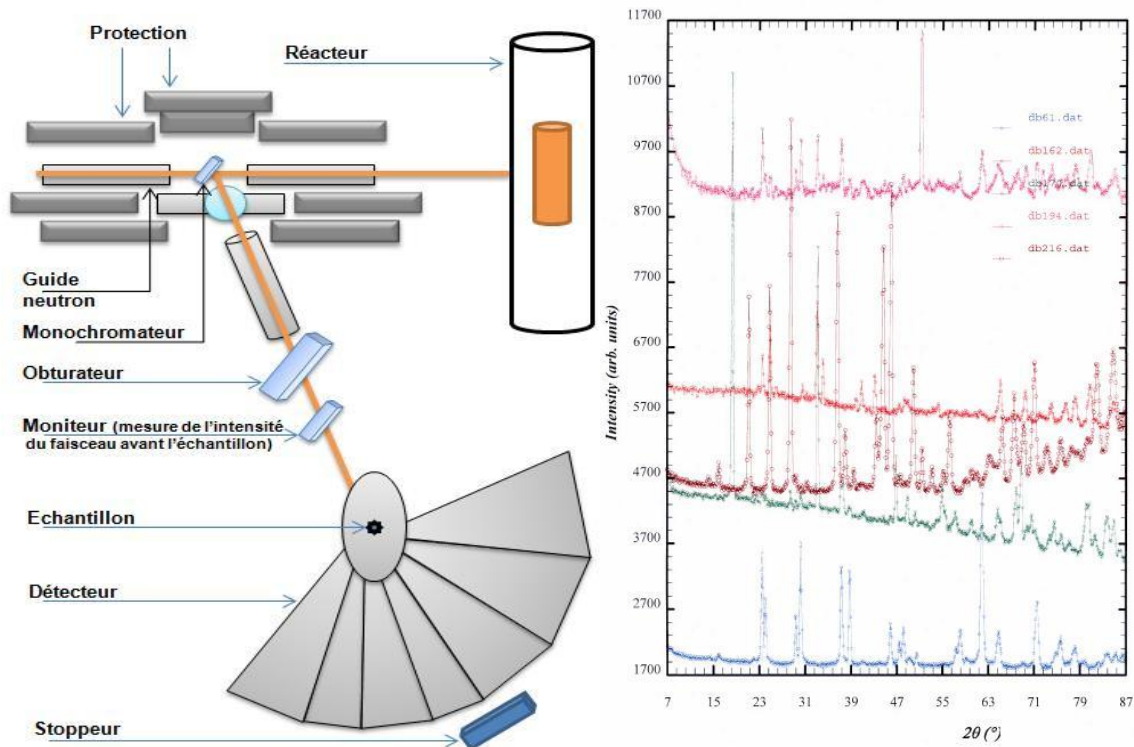 Protection
Réacteur
Guide
neutron
Monochromateur
Obturateur
Moniteur (mesure de l'intensité
du faisceau avant l'échantillon)
Echantillon
Détecteur
Stoppeur
11700
10700
9700
8700
7700
6700
5700
4700
3700
2700
1700
Intensity (arb. units)
db61.dat
db162.dat
db177.dat
db194.dat
db216.dat
7 15 23 31 39 47 55 63 71 79 87
2θ (°)